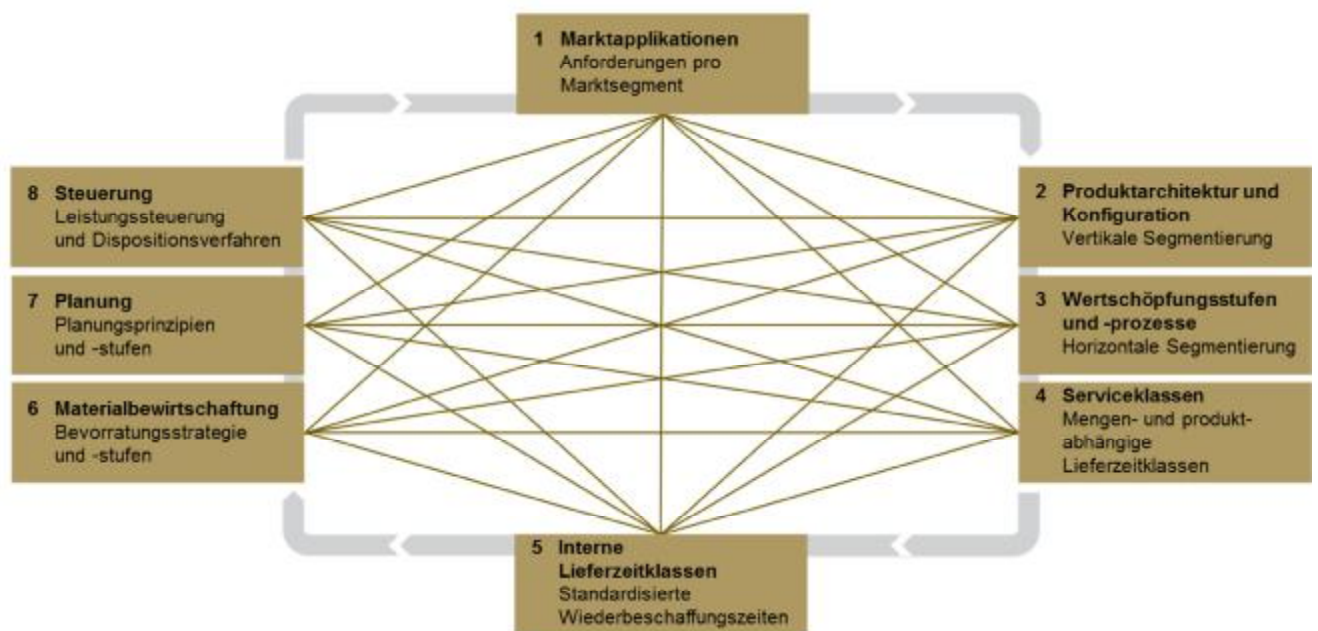 1 Marktapplikationen
Anforderungen pro
Marktsegment
2 Produktarchitektur und
Konfiguration
Vertikale Segmentierung
3 Wertschöpfungsstufen
und -prozesse
Horizontale Segmentierung
4 Serviceklassen
Mengen- und produkt-
abhängige
Lieferzeitklassen
5 Interne
Lieferzeitklassen
Standardisierte
Wiederbeschaffungszeiten
6 Materialbewirtschaftung
Bevorratungsstrategie
und -stufen
7 Planung
Planungsprinzipien
und -stufen
8 Steuerung
Leistungssteuerung
und Dispositionsverfahren